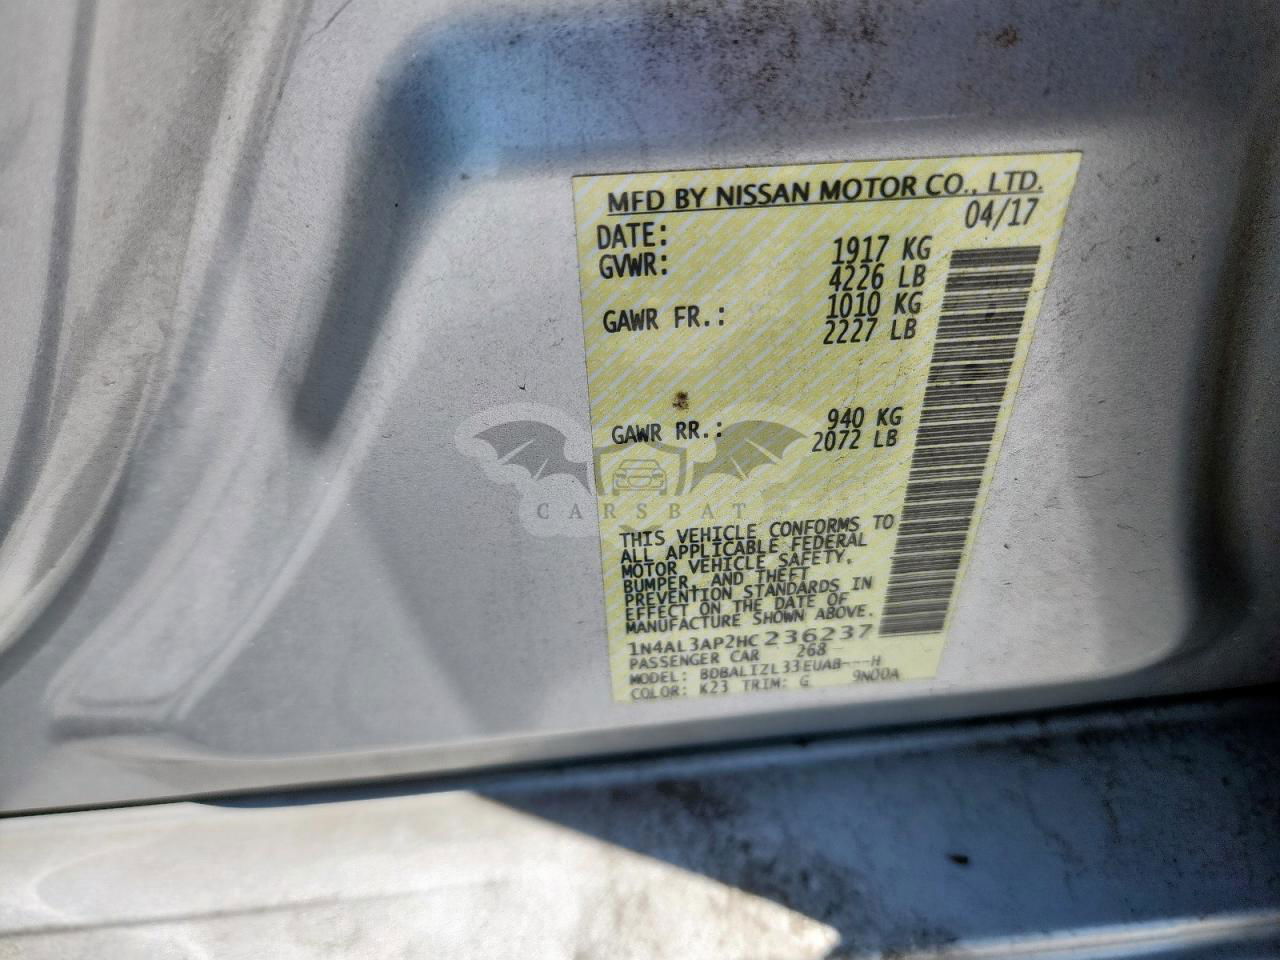 MFD BY NISSAN MOTOR CO., LTD.
DATE: 04/17
GVWR: 1917 KG
4226 LB
GAWR FR.: 1010 KG
2227 LB
GAWR RR.: 940 KG
2072 LB
CARSBAT
THIS VEHICLE CONFORMS TO
ALL APPLICABLE FEDERAL
MOTOR VEHICLE SAFETY,
BUMPER, AND THEFT
PREVENTION STANDARDS IN
EFFECT ON THE DATE OF
MANUFACTURE SHOWN ABOVE.
1N4AL3AP2HC236237
PASSENGER CAR 268
MODEL: BDBALIZL33EUAB---H
COLOR: K23 TRIM: G 9N00A